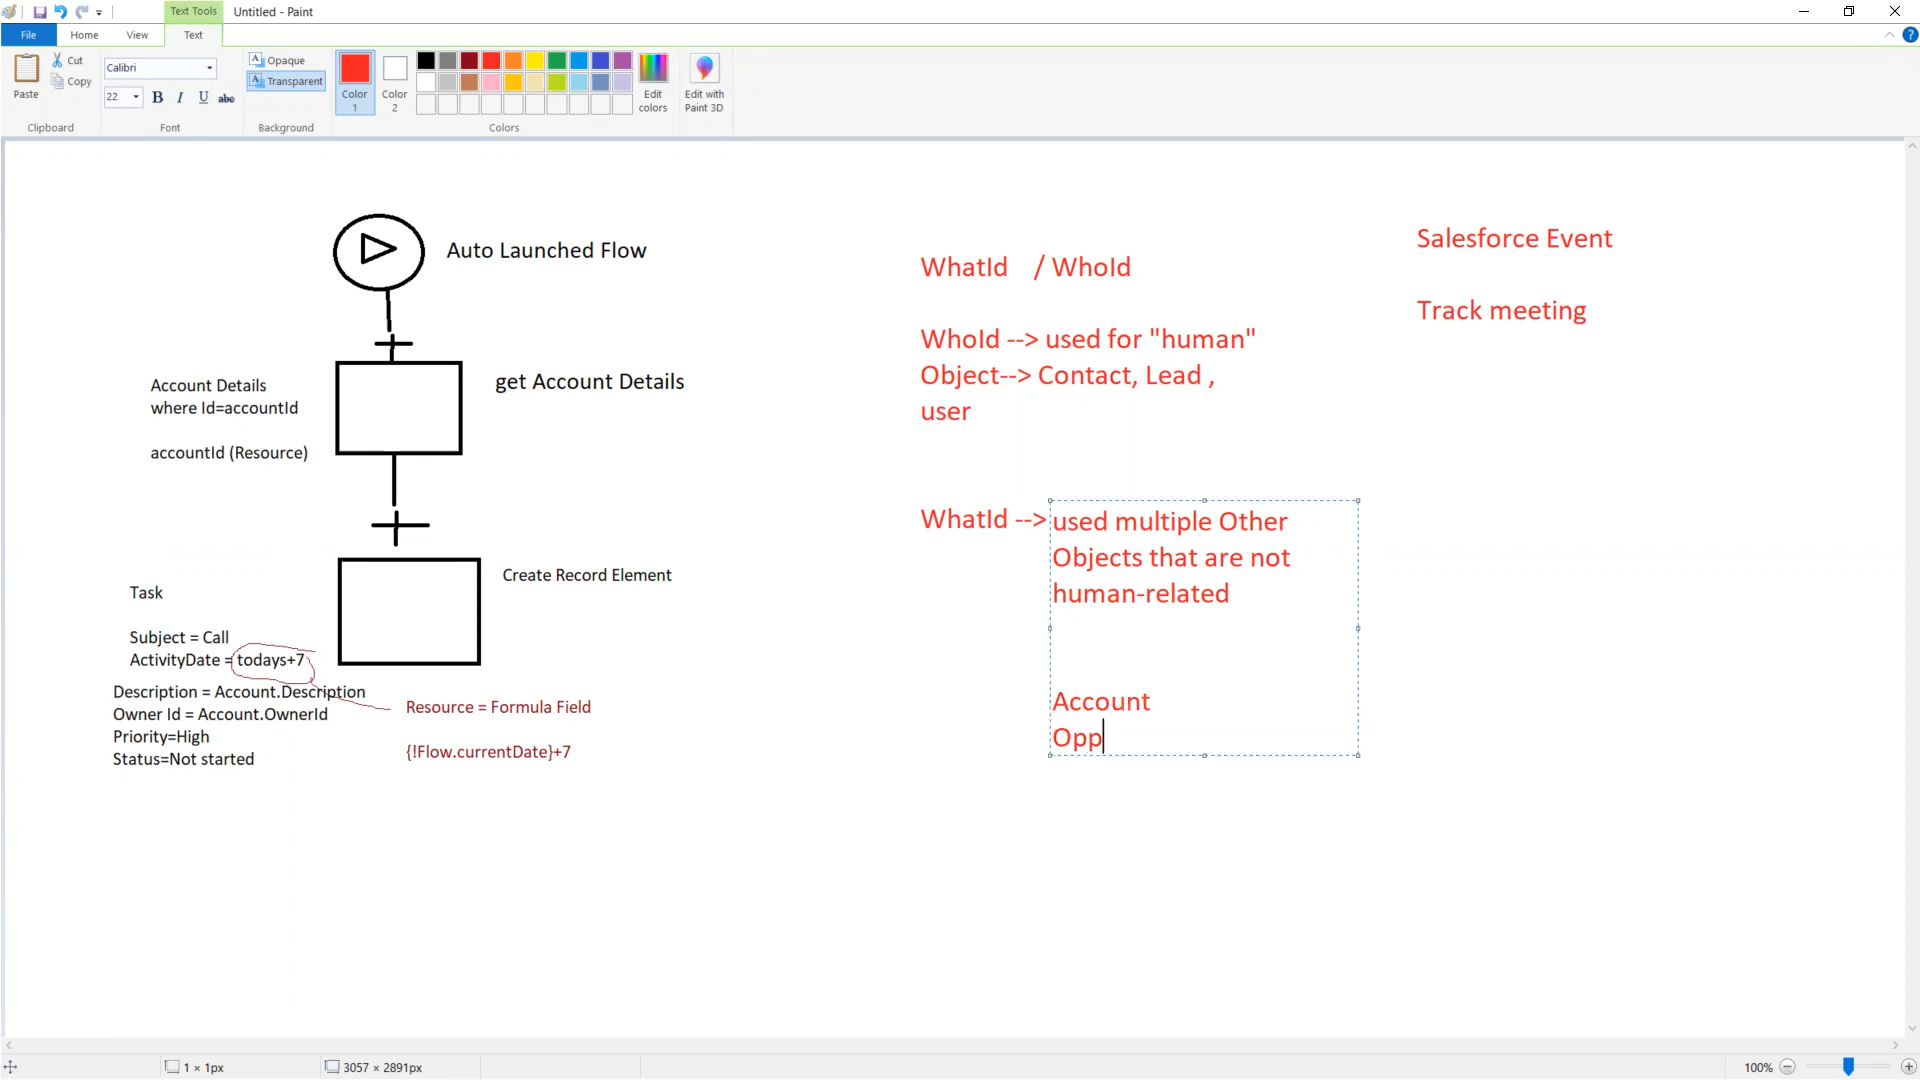 Text Tools
Untitled - Paint
File
Home
View
Text
Paste
Cut
Copy
Clipboard
Calibri
22
B I U abc
Font
Opaque
Transparent
Background
Color 1
Color 2
Edit colors
Colors
Edit with Paint 3D
Auto Launched Flow
get Account Details
Account Details
where Id=accountId
accountId (Resource)
Create Record Element
Task
Subject = Call
ActivityDate = todays+7
Description = Account.Description
Owner Id = Account.OwnerId
Priority=High
Status=Not started
Resource = Formula Field
{!Flow.currentDate}+7
WhatId / WhoId
WhoId --> used for "human"
Object--> Contact, Lead ,
user
WhatId -->
used multiple Other
Objects that are not
human-related
Account
Opp
Salesforce Event
Track meeting
1 × 1px
3057 × 2891px
100%